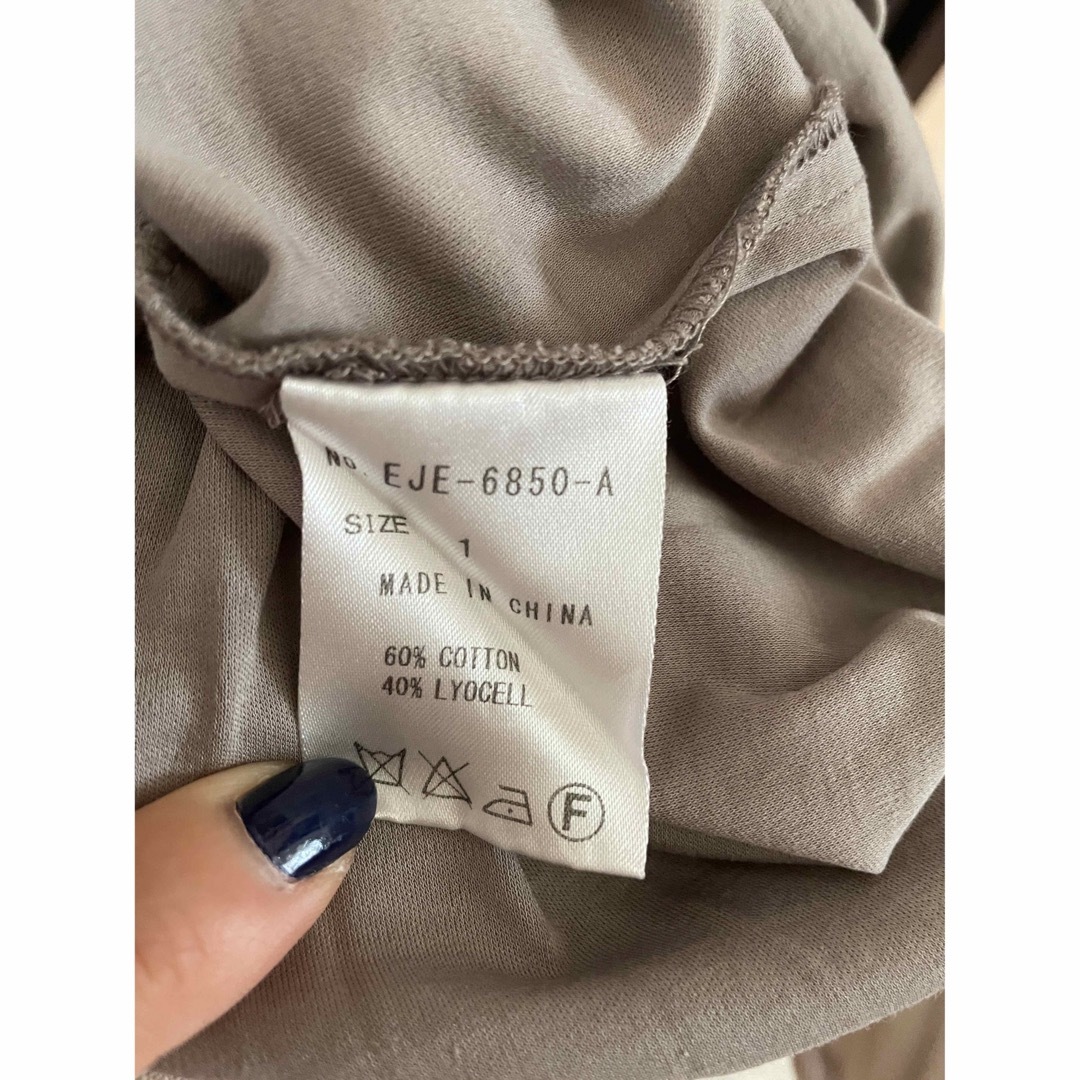 No. EJE-6850-A
SIZE 1
MADE IN CHINA
60% COTTON
40% LYOCELL
F